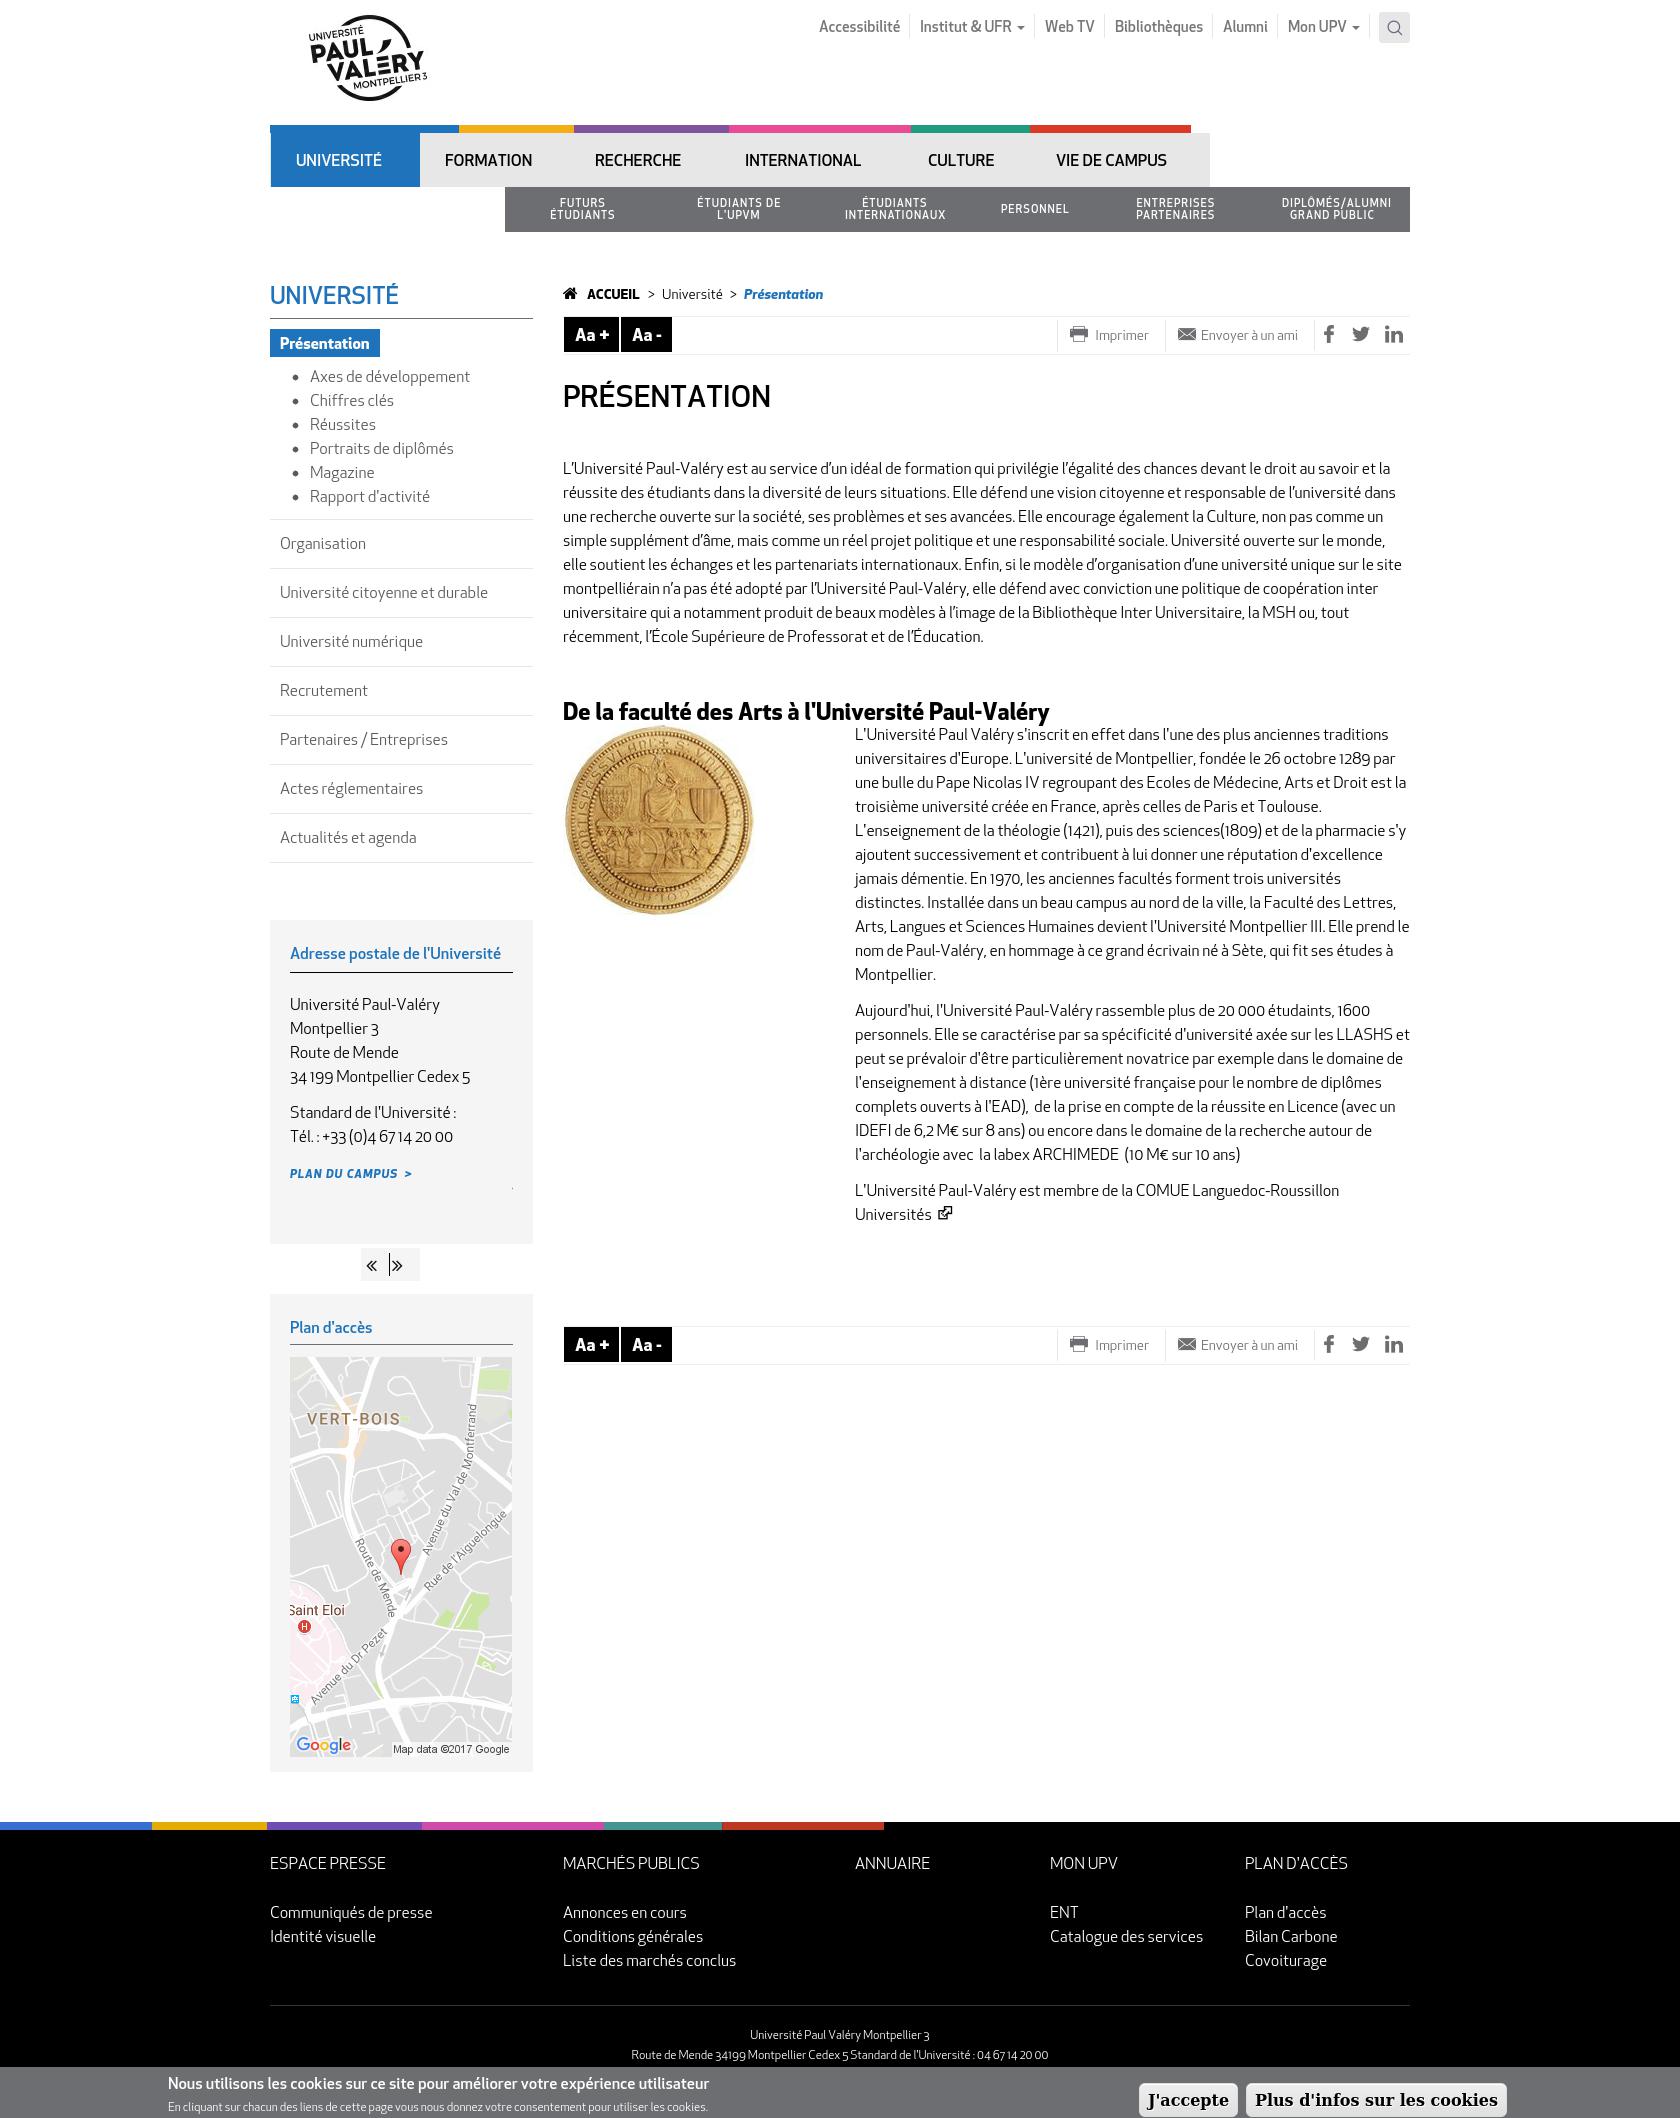 UNIVERSITÉ
PAUL
VALÉRY
MONTPELLIER 3
Accessibilité
Institut & UFR
Web TV
Bibliothèques
Alumni
Mon UPV
UNIVERSITÉ
FORMATION
RECHERCHE
INTERNATIONAL
CULTURE
VIE DE CAMPUS
FUTURS
ÉTUDIANTS
ÉTUDIANTS DE
L'UPVM
ÉTUDIANTS
INTERNATIONAUX
PERSONNEL
ENTREPRISES
PARTENAIRES
DIPLÔMÉS/ALUMNI
GRAND PUBLIC
UNIVERSITÉ
Présentation
• Axes de développement
• Chiffres clés
• Réussites
• Portraits de diplômés
• Magazine
• Rapport d'activité
Organisation
Université citoyenne et durable
Université numérique
Recrutement
Partenaires / Entreprises
Actes réglementaires
Actualités et agenda
Adresse postale de l'Université
Université Paul-Valéry
Montpellier 3
Route de Mende
34 199 Montpellier Cedex 5
Standard de l'Université :
Tél. : +33 (0)4 67 14 20 00
PLAN DU CAMPUS >
« »
Plan d'accès
VERT-BOIS
Avenue du Val de Montferrand
Rue de l'Aiguelongue
Route de Mende
Saint Eloi
H
Avenue du Dr Pezet
Google
Map data ©2017 Google
ACCUEIL > Université > Présentation
Aa + Aa -
Imprimer
Envoyer à un ami
PRÉSENTATION
L’Université Paul-Valéry est au service d’un idéal de formation qui privilégie l’égalité des chances devant le droit au savoir et la
réussite des étudiants dans la diversité de leurs situations. Elle défend une vision citoyenne et responsable de l’université dans
une recherche ouverte sur la société, ses problèmes et ses avancées. Elle encourage également la Culture, non pas comme un
simple supplément d’âme, mais comme un réel projet politique et une responsabilité sociale. Université ouverte sur le monde,
elle soutient les échanges et les partenariats internationaux. Enfin, si le modèle d’organisation d’une université unique sur le site
montpelliérain n’a pas été adopté par l’Université Paul-Valéry, elle défend avec conviction une politique de coopération inter
universitaire qui a notamment produit de beaux modèles à l’image de la Bibliothèque Inter Universitaire, la MSH ou, tout
récemment, l’École Supérieure de Professorat et de l’Éducation.
De la faculté des Arts à l'Université Paul-Valéry
L'Université Paul Valéry s'inscrit en effet dans l'une des plus anciennes traditions
universitaires d'Europe. L'université de Montpellier, fondée le 26 octobre 1289 par
une bulle du Pape Nicolas IV regroupant des Ecoles de Médecine, Arts et Droit est la
troisième université créée en France, après celles de Paris et Toulouse.
L'enseignement de la théologie (1421), puis des sciences(1809) et de la pharmacie s'y
ajoutent successivement et contribuent à lui donner une réputation d'excellence
jamais démentie. En 1970, les anciennes facultés forment trois universités
distinctes. Installée dans un beau campus au nord de la ville, la Faculté des Lettres,
Arts, Langues et Sciences Humaines devient l'Université Montpellier III. Elle prend le
nom de Paul-Valéry, en hommage à ce grand écrivain né à Sète, qui fit ses études à
Montpellier.
Aujourd'hui, l'Université Paul-Valéry rassemble plus de 20 000 étudaints, 1600
personnels. Elle se caractérise par sa spécificité d'université axée sur les LLASHS et
peut se prévaloir d'être particulièrement novatrice par exemple dans le domaine de
l'enseignement à distance (1ère université française pour le nombre de diplômes
complets ouverts à l'EAD), de la prise en compte de la réussite en Licence (avec un
IDEFI de 6,2 M€ sur 8 ans) ou encore dans le domaine de la recherche autour de
l'archéologie avec la labex ARCHIMEDE (10 M€ sur 10 ans)
L'Université Paul-Valéry est membre de la COMUE Languedoc-Roussillon
Universités
Aa + Aa -
Imprimer
Envoyer à un ami
ESPACE PRESSE
Communiqués de presse
Identité visuelle
MARCHÉS PUBLICS
Annonces en cours
Conditions générales
Liste des marchés conclus
ANNUAIRE
MON UPV
ENT
Catalogue des services
PLAN D'ACCÈS
Plan d'accès
Bilan Carbone
Covoiturage
Université Paul Valéry Montpellier 3
Route de Mende 34199 Montpellier Cedex 5 Standard de l'Université : 04 67 14 20 00
Nous utilisons les cookies sur ce site pour améliorer votre expérience utilisateur
En cliquant sur chacun des liens de cette page vous nous donnez votre consentement pour utiliser les cookies.
J'accepte
Plus d'infos sur les cookies